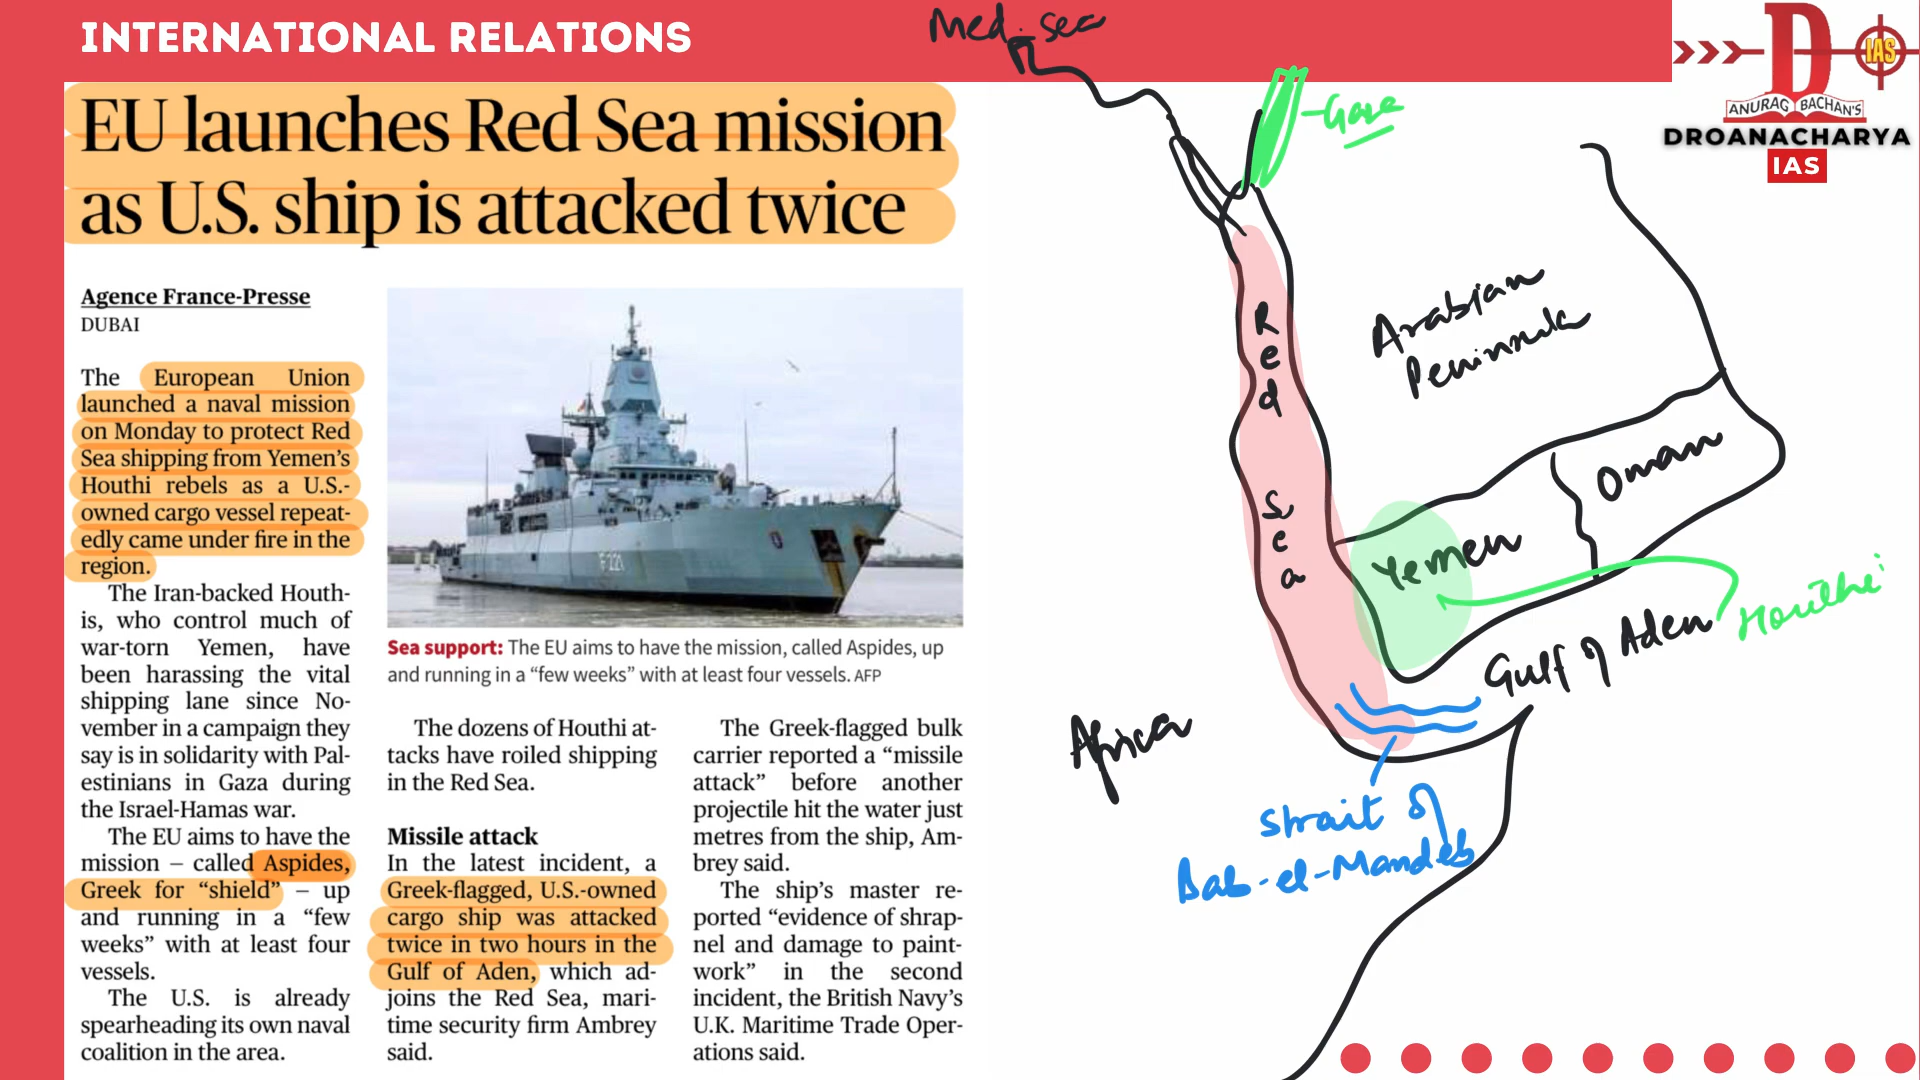 INTERNATIONAL RELATIONS
Med. sea
IAS
ANURAG BACHAN'S
DROANACHARYA
IAS
EU launches Red Sea mission
as U.S. ship is attacked twice
Agence France-Presse
DUBAI
The European Union
launched a naval mission
on Monday to protect Red
Sea shipping from Yemen's
Houthi rebels as a U.S.-
owned cargo vessel repeat-
edly came under fire in the
region.
The Iran-backed Houth-
is, who control much of
war-torn Yemen, have
been harassing the vital
shipping lane since No-
vember in a campaign they
say is in solidarity with Pal-
estinians in Gaza during
the Israel-Hamas war.
The EU aims to have the
mission – called Aspides,
Greek for “shield” – up
and running in a “few
weeks” with at least four
vessels.
The U.S. is already
spearheading its own naval
coalition in the area.
F 221
Sea support: The EU aims to have the mission, called Aspides, up
and running in a “few weeks” with at least four vessels. AFP
The dozens of Houthi at-
tacks have roiled shipping
in the Red Sea.
Missile attack
In the latest incident, a
Greek-flagged, U.S.-owned
cargo ship was attacked
twice in two hours in the
Gulf of Aden, which ad-
joins the Red Sea, mari-
time security firm Ambrey
said.
The Greek-flagged bulk
carrier reported a “missile
attack” before another
projectile hit the water just
metres from the ship, Am-
brey said.
The ship's master re-
ported “evidence of shrap-
nel and damage to paint-
work” in the second
incident, the British Navy's
U.K. Maritime Trade Oper-
ations said.
Gaza
Red Sea
Arabian
Peninsula
Oman
Yemen
Houthi
Gulf of Aden
Africa
Strait of
Bab-el-Mandeb